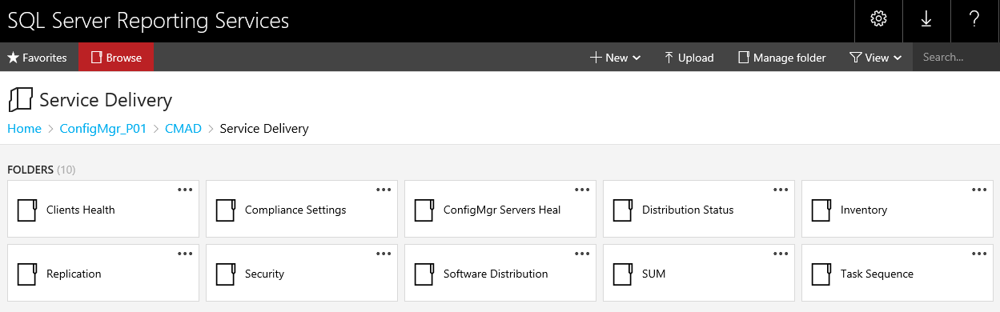 SQL Server Reporting Services
Favorites Browse New Upload Manage folder View Search...
Service Delivery
Home > ConfigMgr_P01 > CMAD > Service Delivery
FOLDERS (10)
Clients Health Compliance Settings ConfigMgr Servers Heal Distribution Status Inventory
Replication Security Software Distribution SUM Task Sequence